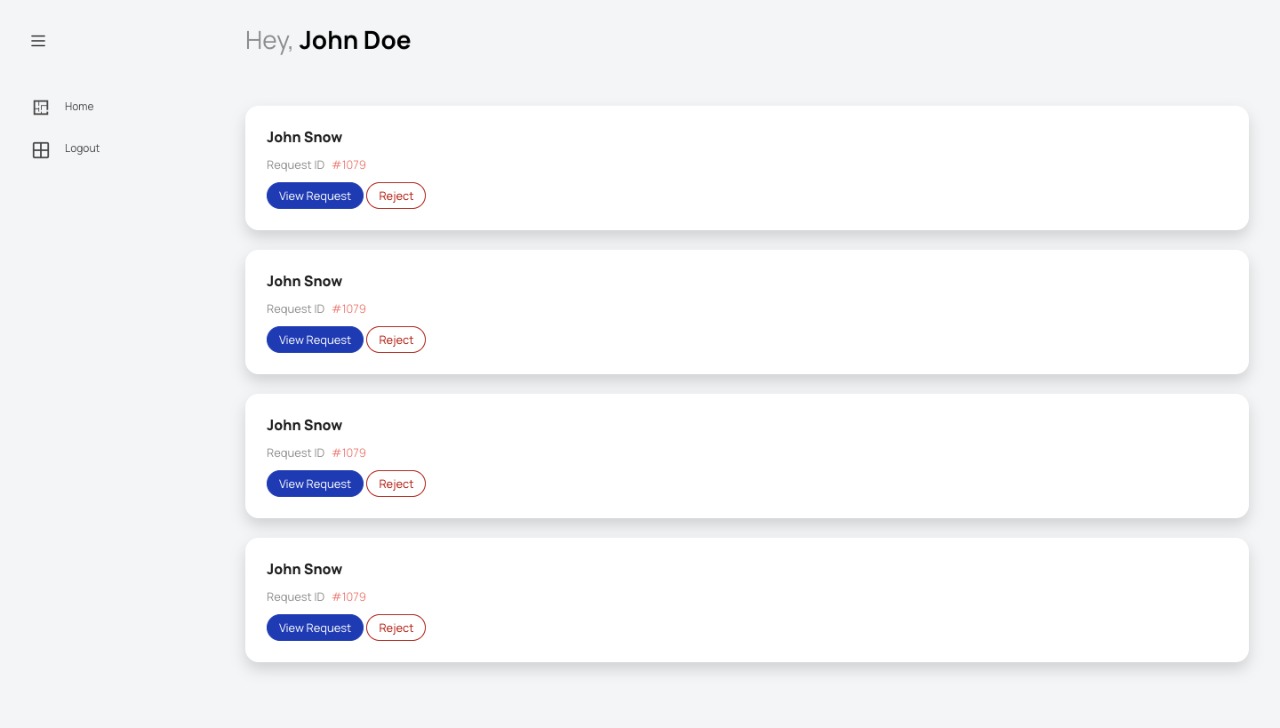 Hey, John Doe
Home
Logout
John Snow
Request ID #1079
View Request Reject
John Snow
Request ID #1079
View Request Reject
John Snow
Request ID #1079
View Request Reject
John Snow
Request ID #1079
View Request Reject